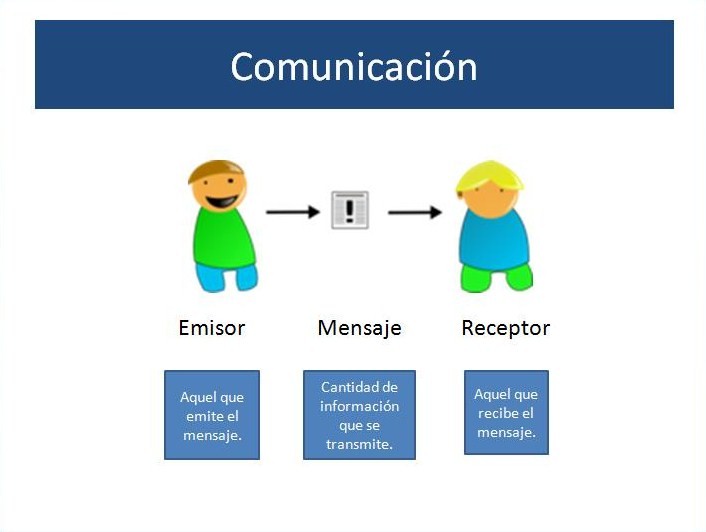 Comunicación
Emisor
Mensaje
Receptor
Aquel que
emite el
mensaje.
Cantidad de
información
que se
transmite.
Aquel que
recibe el
mensaje.